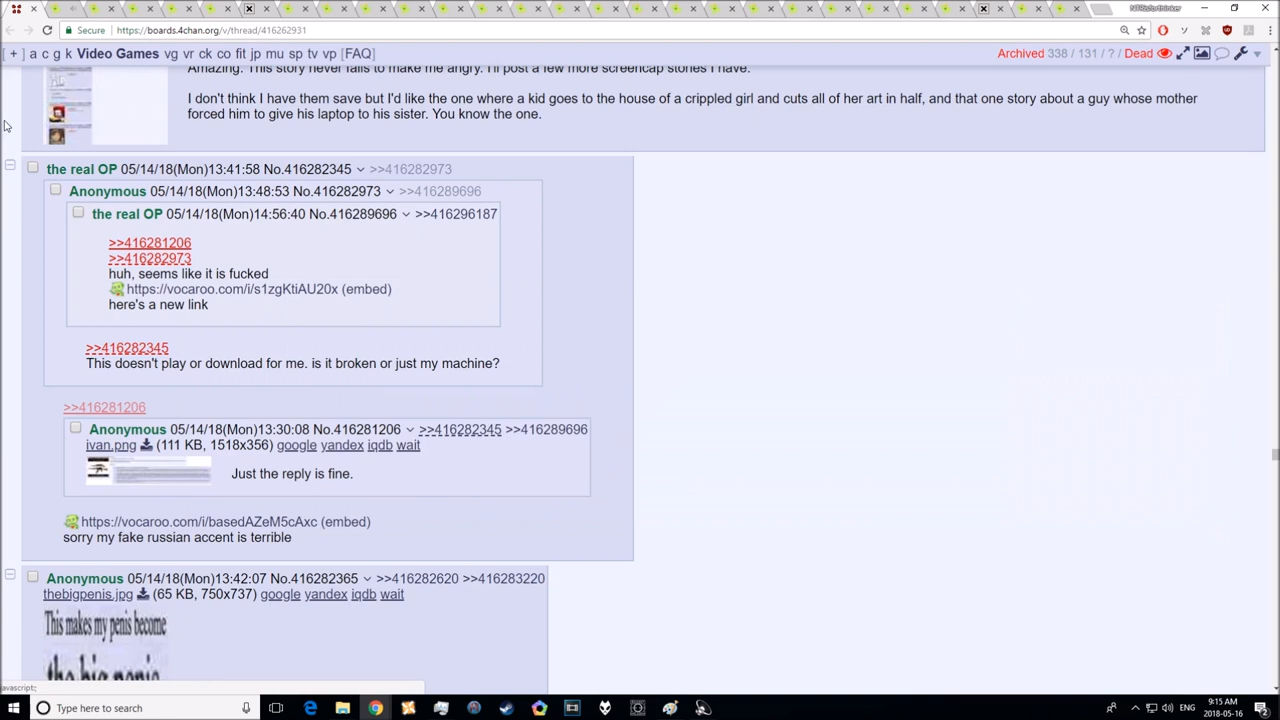 NTRisforthinker
Secure | https://boards.4chan.org/v/thread/416262931
[ + ] a c g k Video Games vg vr ck co fit jp mu sp tv vp [FAQ]
Archived 338 / 131 / ? / Dead
Amazing. This story never fails to make me angry. I'll post a few more screencap stories I have.
I don't think I have them save but I'd like the one where a kid goes to the house of a crippled girl and cuts all of her art in half, and that one story about a guy whose mother
forced him to give his laptop to his sister. You know the one.
the real OP 05/14/18(Mon)13:41:58 No.416282345 >>416282973
Anonymous 05/14/18(Mon)13:48:53 No.416282973 >>416289696
the real OP 05/14/18(Mon)14:56:40 No.416289696 >>416296187
>>416281206
>>416282973
huh, seems like it is fucked
https://vocaroo.com/i/s1zgKtiAU20x (embed)
here's a new link
>>416282345
This doesn't play or download for me. is it broken or just my machine?
>>416281206
Anonymous 05/14/18(Mon)13:30:08 No.416281206 >>416282345 >>416289696
ivan.png (111 KB, 1518x356) google yandex iqdb wait
Just the reply is fine.
https://vocaroo.com/i/basedAZeM5cAxc (embed)
sorry my fake russian accent is terrible
Anonymous 05/14/18(Mon)13:42:07 No.416282365 >>416282620 >>416283220
thebigpenis.jpg (65 KB, 750x737) google yandex iqdb wait
This makes my penis become
the big penis
avascript:;
Type here to search
ENG
9:15 AM
2018-05-16
2